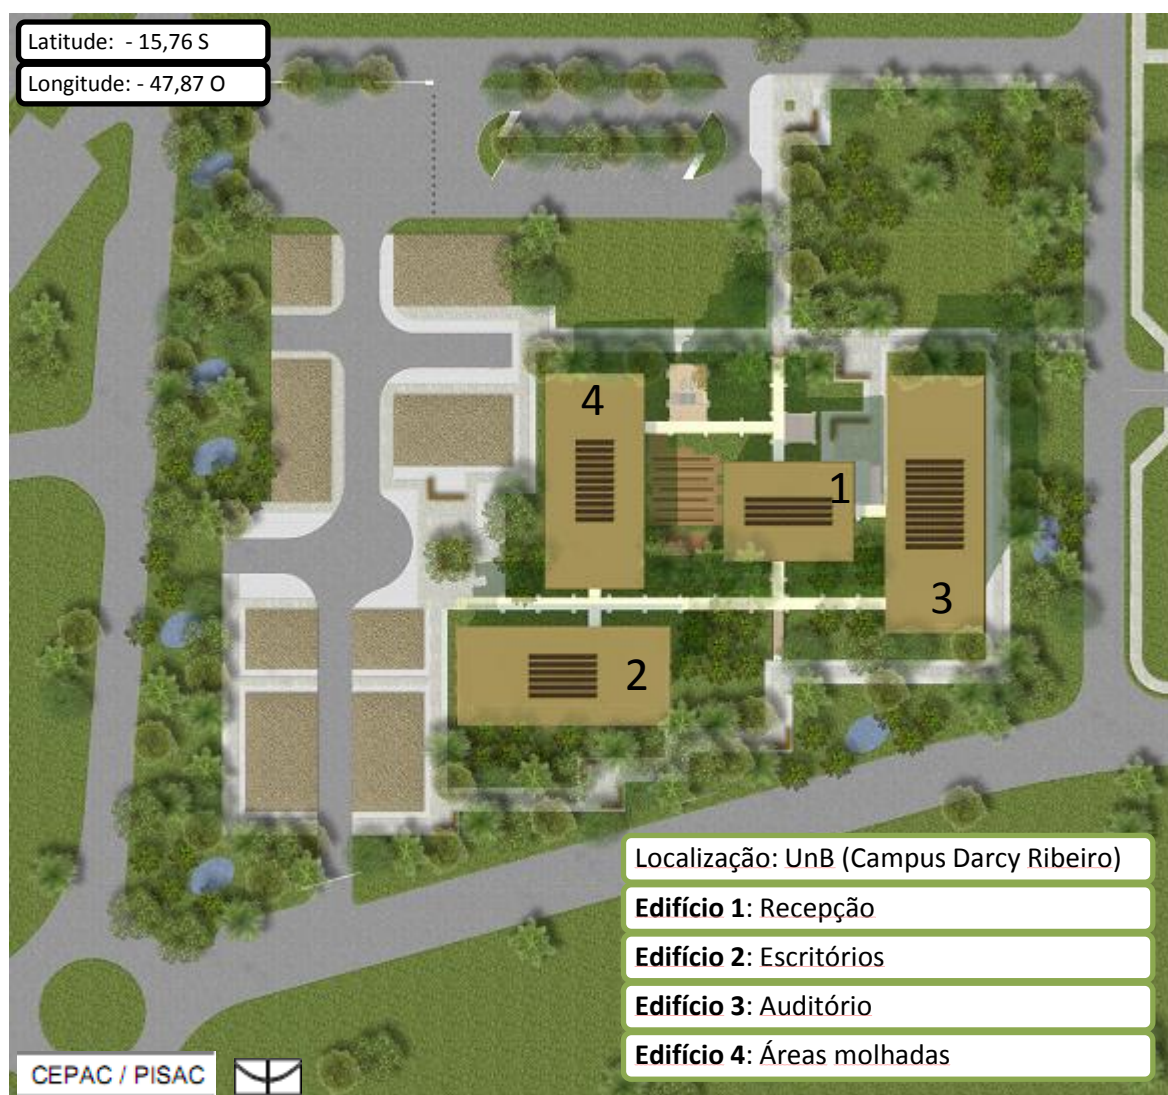 Latitude:  - 15,76 S
Longitude: - 47,87 O
4
1
3
2
Localização: UnB (Campus Darcy Ribeiro)
Edifício 1: Recepção
Edifício 2: Escritórios
Edifício 3: Auditório
Edifício 4: Áreas molhadas
CEPAC / PISAC